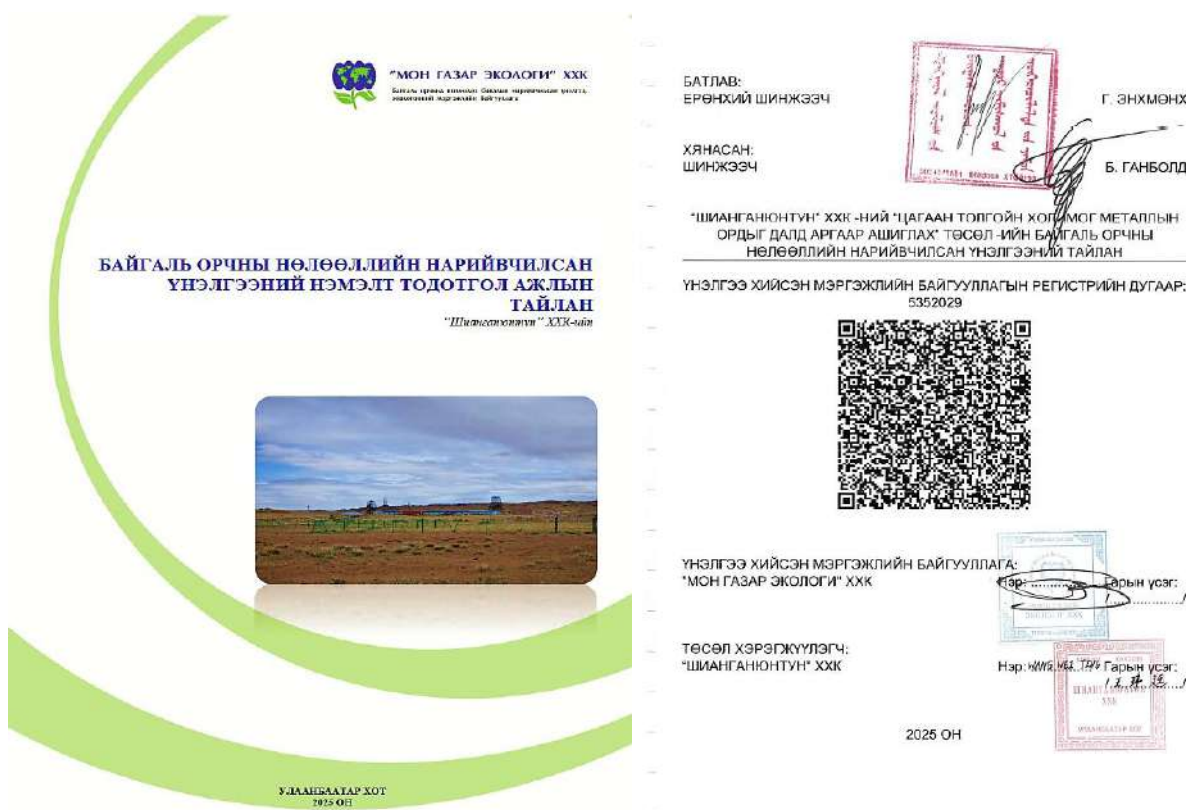 "МОН ГАЗАР ЭКОЛОГИ" ХХК
БАЙГАЛЬ ОРЧНЫ НӨЛӨӨЛЛИЙН НАРИЙВЧИЛСАН
ҮНЭЛГЭЭНИЙ НЭМЭЛТ ТОДОТГОЛ АЖЛЫН
ТАЙЛАН
"Шианганюнтун" ХХК-ийн
УЛААНБААТАР ХОТ
2025 ОН
БАТЛАВ:
ЕРӨНХИЙ ШИНЖЭЭЧ Г. ЭНХМӨНХ
ХЯНАСАН:
ШИНЖЭЭЧ Б. ГАНБОЛД
"ШИАНГАНЮНТУН" ХХК -НИЙ "ЦАГААН ТОЛГОЙН ХОЛИМОГ МЕТАЛЛЫН
ОРДЫГ ДАЛД АРГААР АШИГЛАХ" ТӨСӨЛ -ИЙН БАЙГАЛЬ ОРЧНЫ
НӨЛӨӨЛЛИЙН НАРИЙВЧИЛСАН ҮНЭЛГЭЭНИЙ ТАЙЛАН
ҮНЭЛГЭЭ ХИЙСЭН МЭРГЭЖЛИЙН БАЙГУУЛЛАГЫН РЕГИСТРИЙН ДУГААР:
5352029
ҮНЭЛГЭЭ ХИЙСЭН МЭРГЭЖЛИЙН БАЙГУУЛЛАГА:
"МОН ГАЗАР ЭКОЛОГИ" ХХК Нэр: Гарын үсэг:
ТӨСӨЛ ХЭРЭГЖҮҮЛЭГЧ:
"ШИАНГАНЮНТУН" ХХК Нэр: Гарын үсэг:
2025 ОН